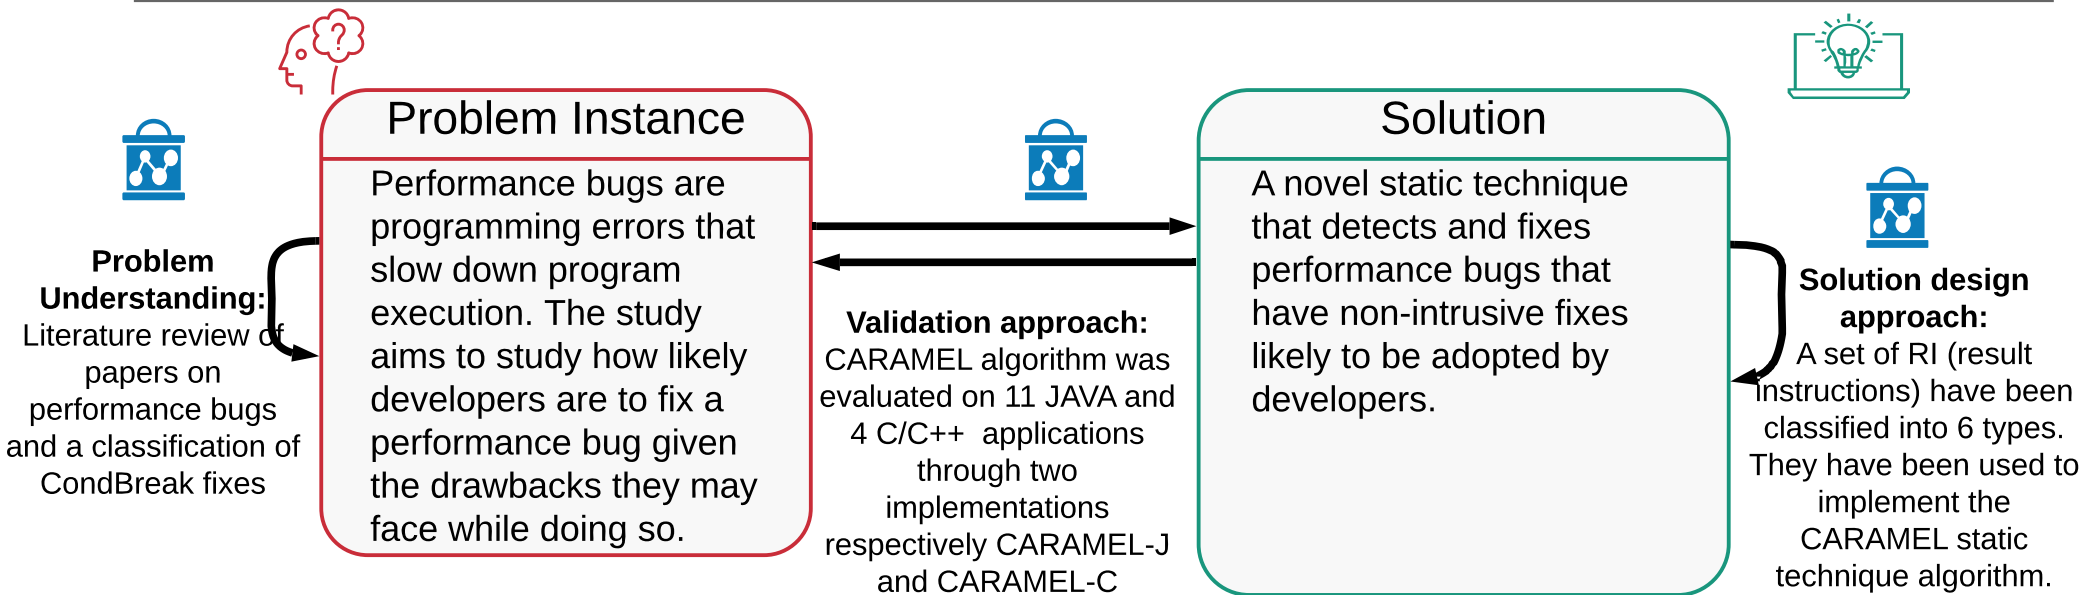 ?
Problem Instance
Performance bugs are
programming errors that
slow down program
execution. The study
aims to study how likely
developers are to fix a
performance bug given
the drawbacks they may
face while doing so.
Problem
Understanding:
Literature review of
papers on
performance bugs
and a classification of
CondBreak fixes
Validation approach:
CARAMEL algorithm was
evaluated on 11 JAVA and
4 C/C++  applications
through two
implementations
respectively CARAMEL-J
and CARAMEL-C
Solution
A novel static technique
that detects and fixes
performance bugs that
have non-intrusive fixes
likely to be adopted by
developers.
Solution design
approach:
A set of RI (result
instructions) have been
classified into 6 types.
They have been used to
implement the
CARAMEL static
technique algorithm.